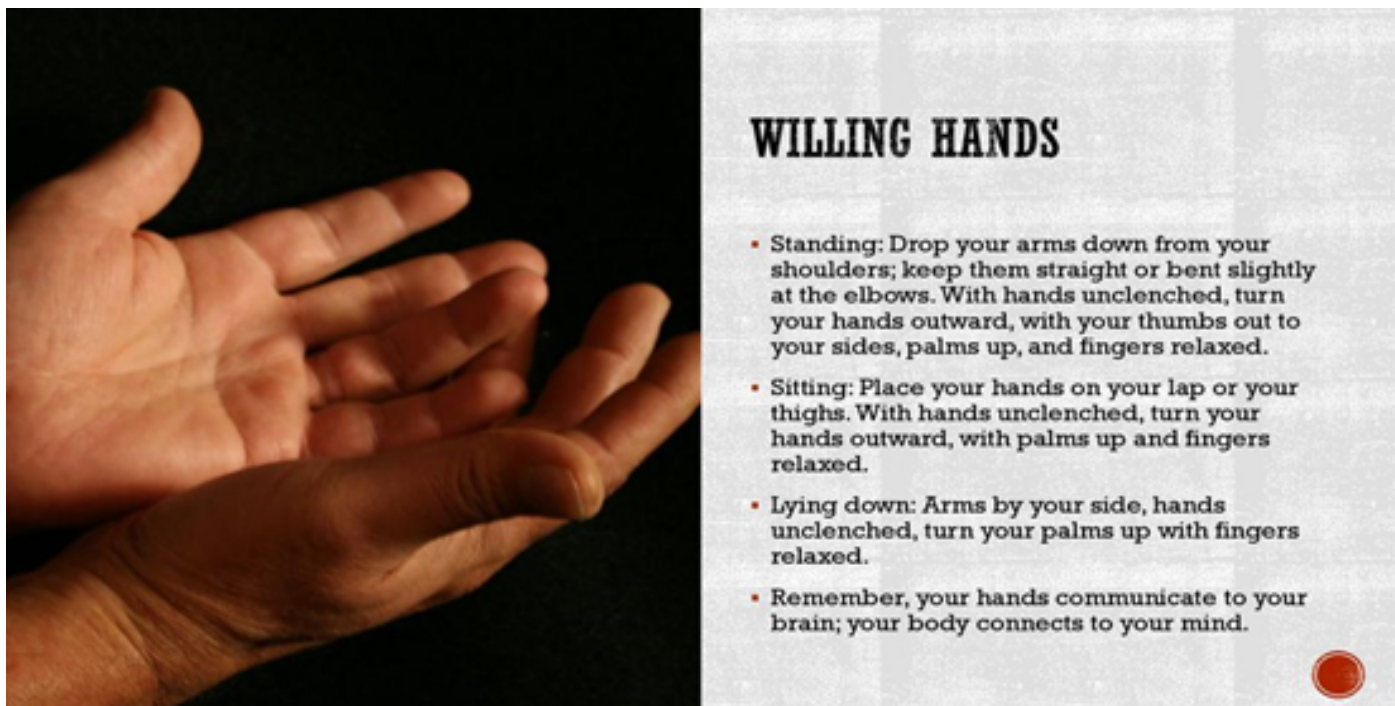 WILLING HANDS
▪ Standing: Drop your arms down from your
shoulders; keep them straight or bent slightly
at the elbows. With hands unclenched, turn
your hands outward, with your thumbs out to
your sides, palms up, and fingers relaxed.
▪ Sitting: Place your hands on your lap or your
thighs. With hands unclenched, turn your
hands outward, with palms up and fingers
relaxed.
▪ Lying down: Arms by your side, hands
unclenched, turn your palms up with fingers
relaxed.
▪ Remember, your hands communicate to your
brain; your body connects to your mind.